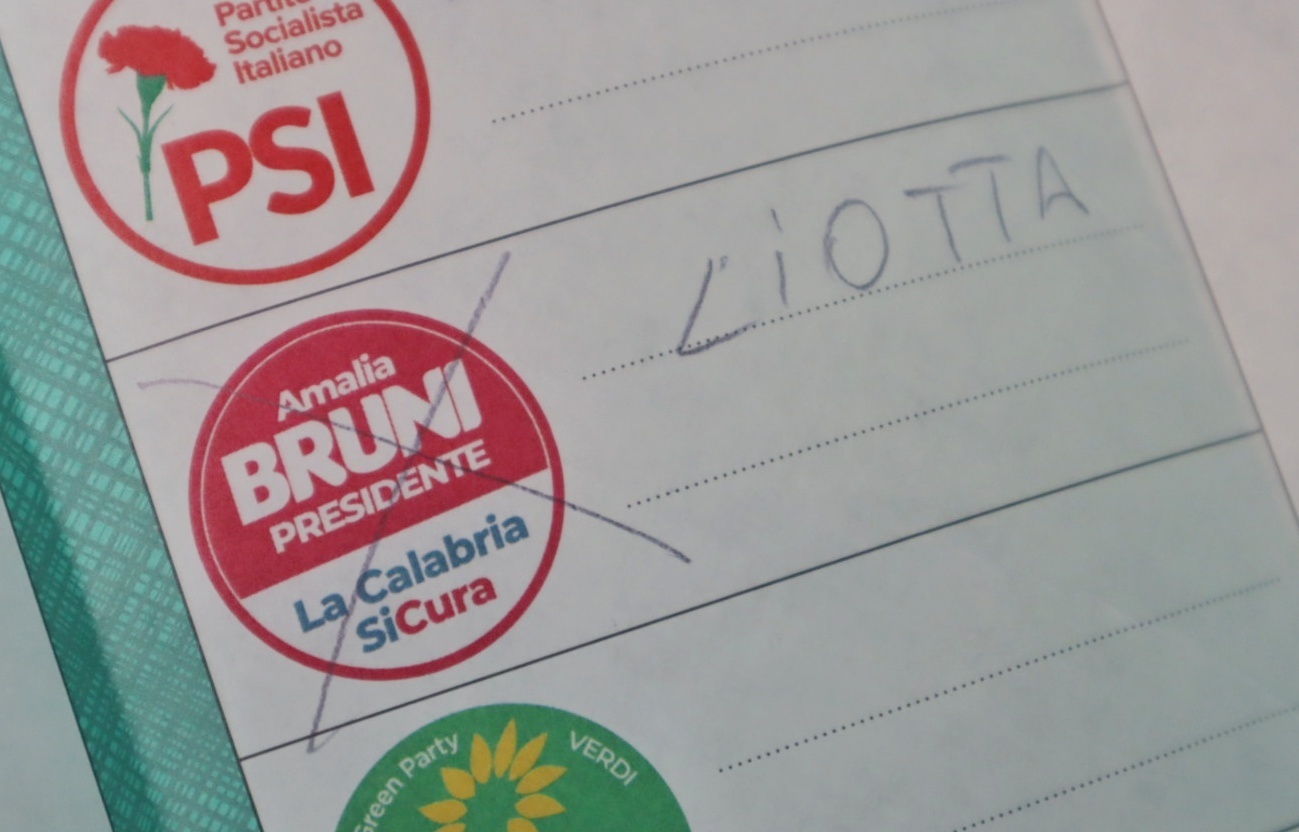 Partito
Socialista
Italiano
PSI
LiOTTA
Amalia
BRUNI
PRESIDENTE
La Calabria
SiCura
Green Party
VERDI